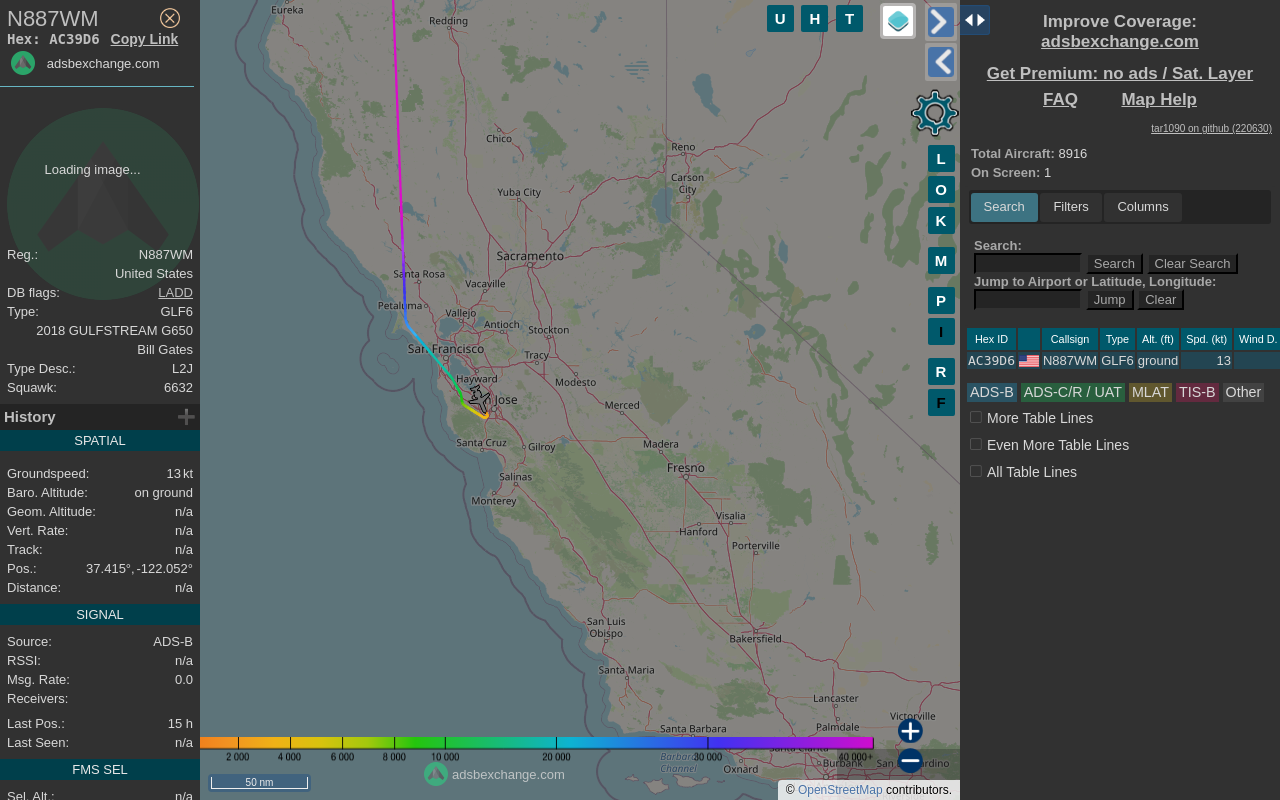 N887WM
Hex: AC39D6 Copy Link
adsbexchange.com
Loading image...
Reg.: N887WM
United States
DB flags: LADD
Type: GLF6
2018 GULFSTREAM G650
Bill Gates
Type Desc.: L2J
Squawk: 6632
History
SPATIAL
Groundspeed: 13 kt
Baro. Altitude: on ground
Geom. Altitude: n/a
Vert. Rate: n/a
Track: n/a
Pos.: 37.415°, -122.052°
Distance: n/a
SIGNAL
Source: ADS-B
RSSI: n/a
Msg. Rate: 0.0
Receivers:
Last Pos.: 15 h
Last Seen: n/a
FMS SEL
Sel. Alt.: n/a
Eureka
Redding
Chico
Reno
Carson
City
Yuba City
Sacramento
Santa Rosa
Vacaville
Petaluma
Vallejo
Antioch
Stockton
San Francisco
Tracy
Hayward
Modesto
Jose
Merced
Santa Cruz
Gilroy
Madera
Fresno
Salinas
Monterey
Visalia
Hanford
Porterville
San Luis
Obispo
Bakersfield
Santa Maria
Lancaster
Palmdale
Victorville
Santa Barbara
Santa Clarita
Channel
Oxnard
Burbank
U H T
L
O
K
M
P
I
R
F
2 000 4 000 6 000 8 000 10 000 20 000 30 000 40 000+
50 nm
adsbexchange.com
© OpenStreetMap contributors.
Improve Coverage:
adsbexchange.com
Get Premium: no ads / Sat. Layer
FAQ Map Help
tar1090 on github (220630)
Total Aircraft: 8916
On Screen: 1
Search Filters Columns
Search:
Search Clear Search
Jump to Airport or Latitude, Longitude:
Jump Clear
Hex ID Callsign Type Alt. (ft) Spd. (kt) Wind D.
AC39D6 N887WM GLF6 ground 13
ADS-B ADS-C/R / UAT MLAT TIS-B Other
More Table Lines
Even More Table Lines
All Table Lines